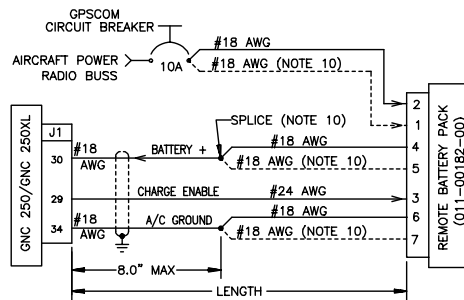 GPSCOM
CIRCUIT BREAKER
#18 AWG
AIRCRAFT POWER
RADIO BUSS
10A
#18 AWG (NOTE 10)
2
1
GNC 250/GNC 250XL
J1
#18
AWG
30
BATTERY +
SPLICE (NOTE 10)
#18 AWG
4
#18 AWG (NOTE 10)
5
29
CHARGE ENABLE
#24 AWG
3
#18
AWG
34
A/C GROUND
#18 AWG
6
#18 AWG (NOTE 10)
7
REMOTE BATTERY PACK
(011-00182-00)
8.0" MAX
LENGTH